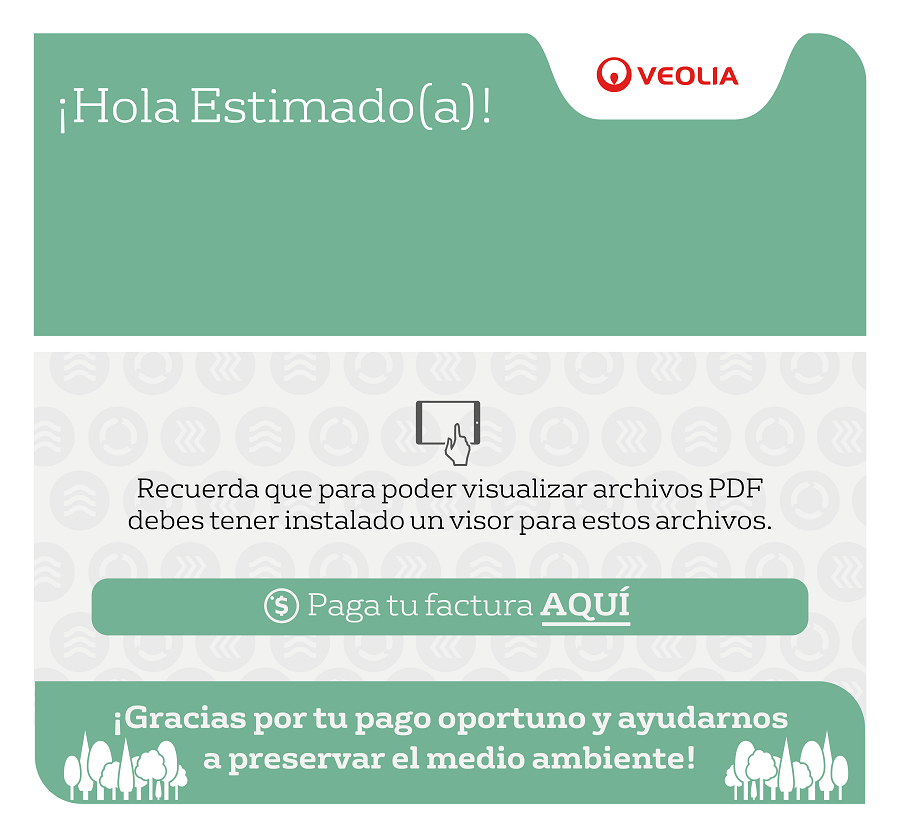 VEOLIA
¡Hola Estimado(a)!
Recuerda que para poder visualizar archivos PDF
debes tener instalado un visor para estos archivos.
$ Paga tu factura AQUÍ
¡Gracias por tu pago oportuno y ayudarnos
a preservar el medio ambiente!